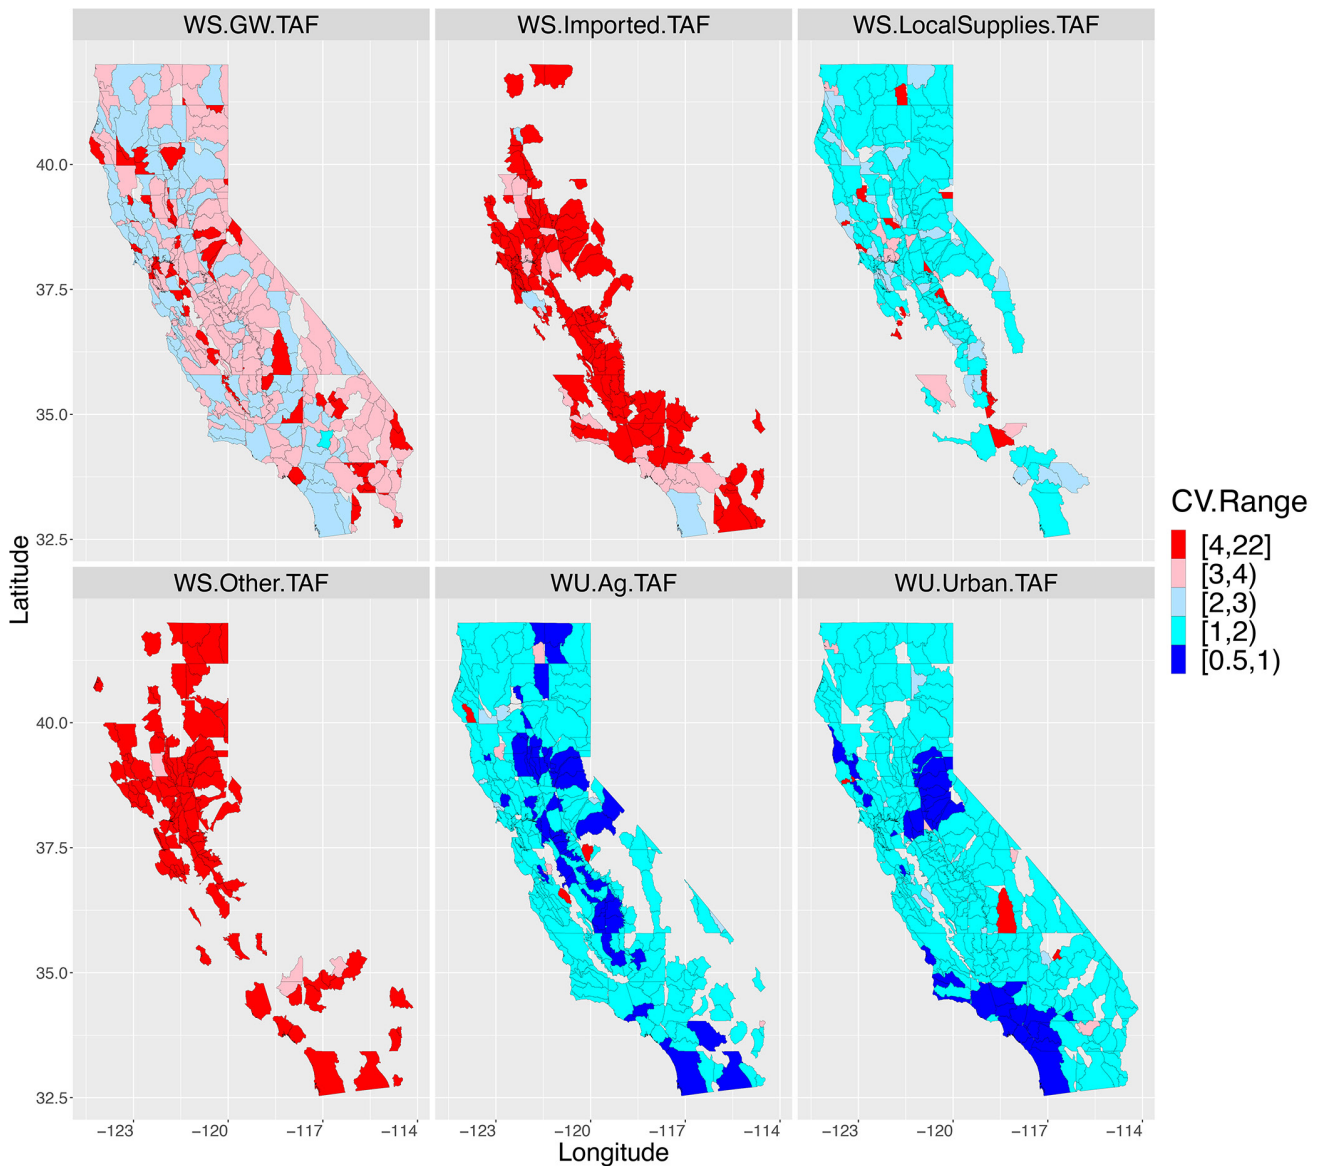 WS.GW.TAF
WS.Imported.TAF
WS.LocalSupplies.TAF
40.0
37.5
35.0
32.5
WS.Other.TAF
WU.Ag.TAF
WU.Urban.TAF
40.0
37.5
35.0
32.5
−123
−120
−117
−114
−123
−120
−117
−114
−123
−120
−117
−114
Longitude
Latitude
CV.Range
[4,22]
[3,4)
[2,3)
[1,2)
[0.5,1)